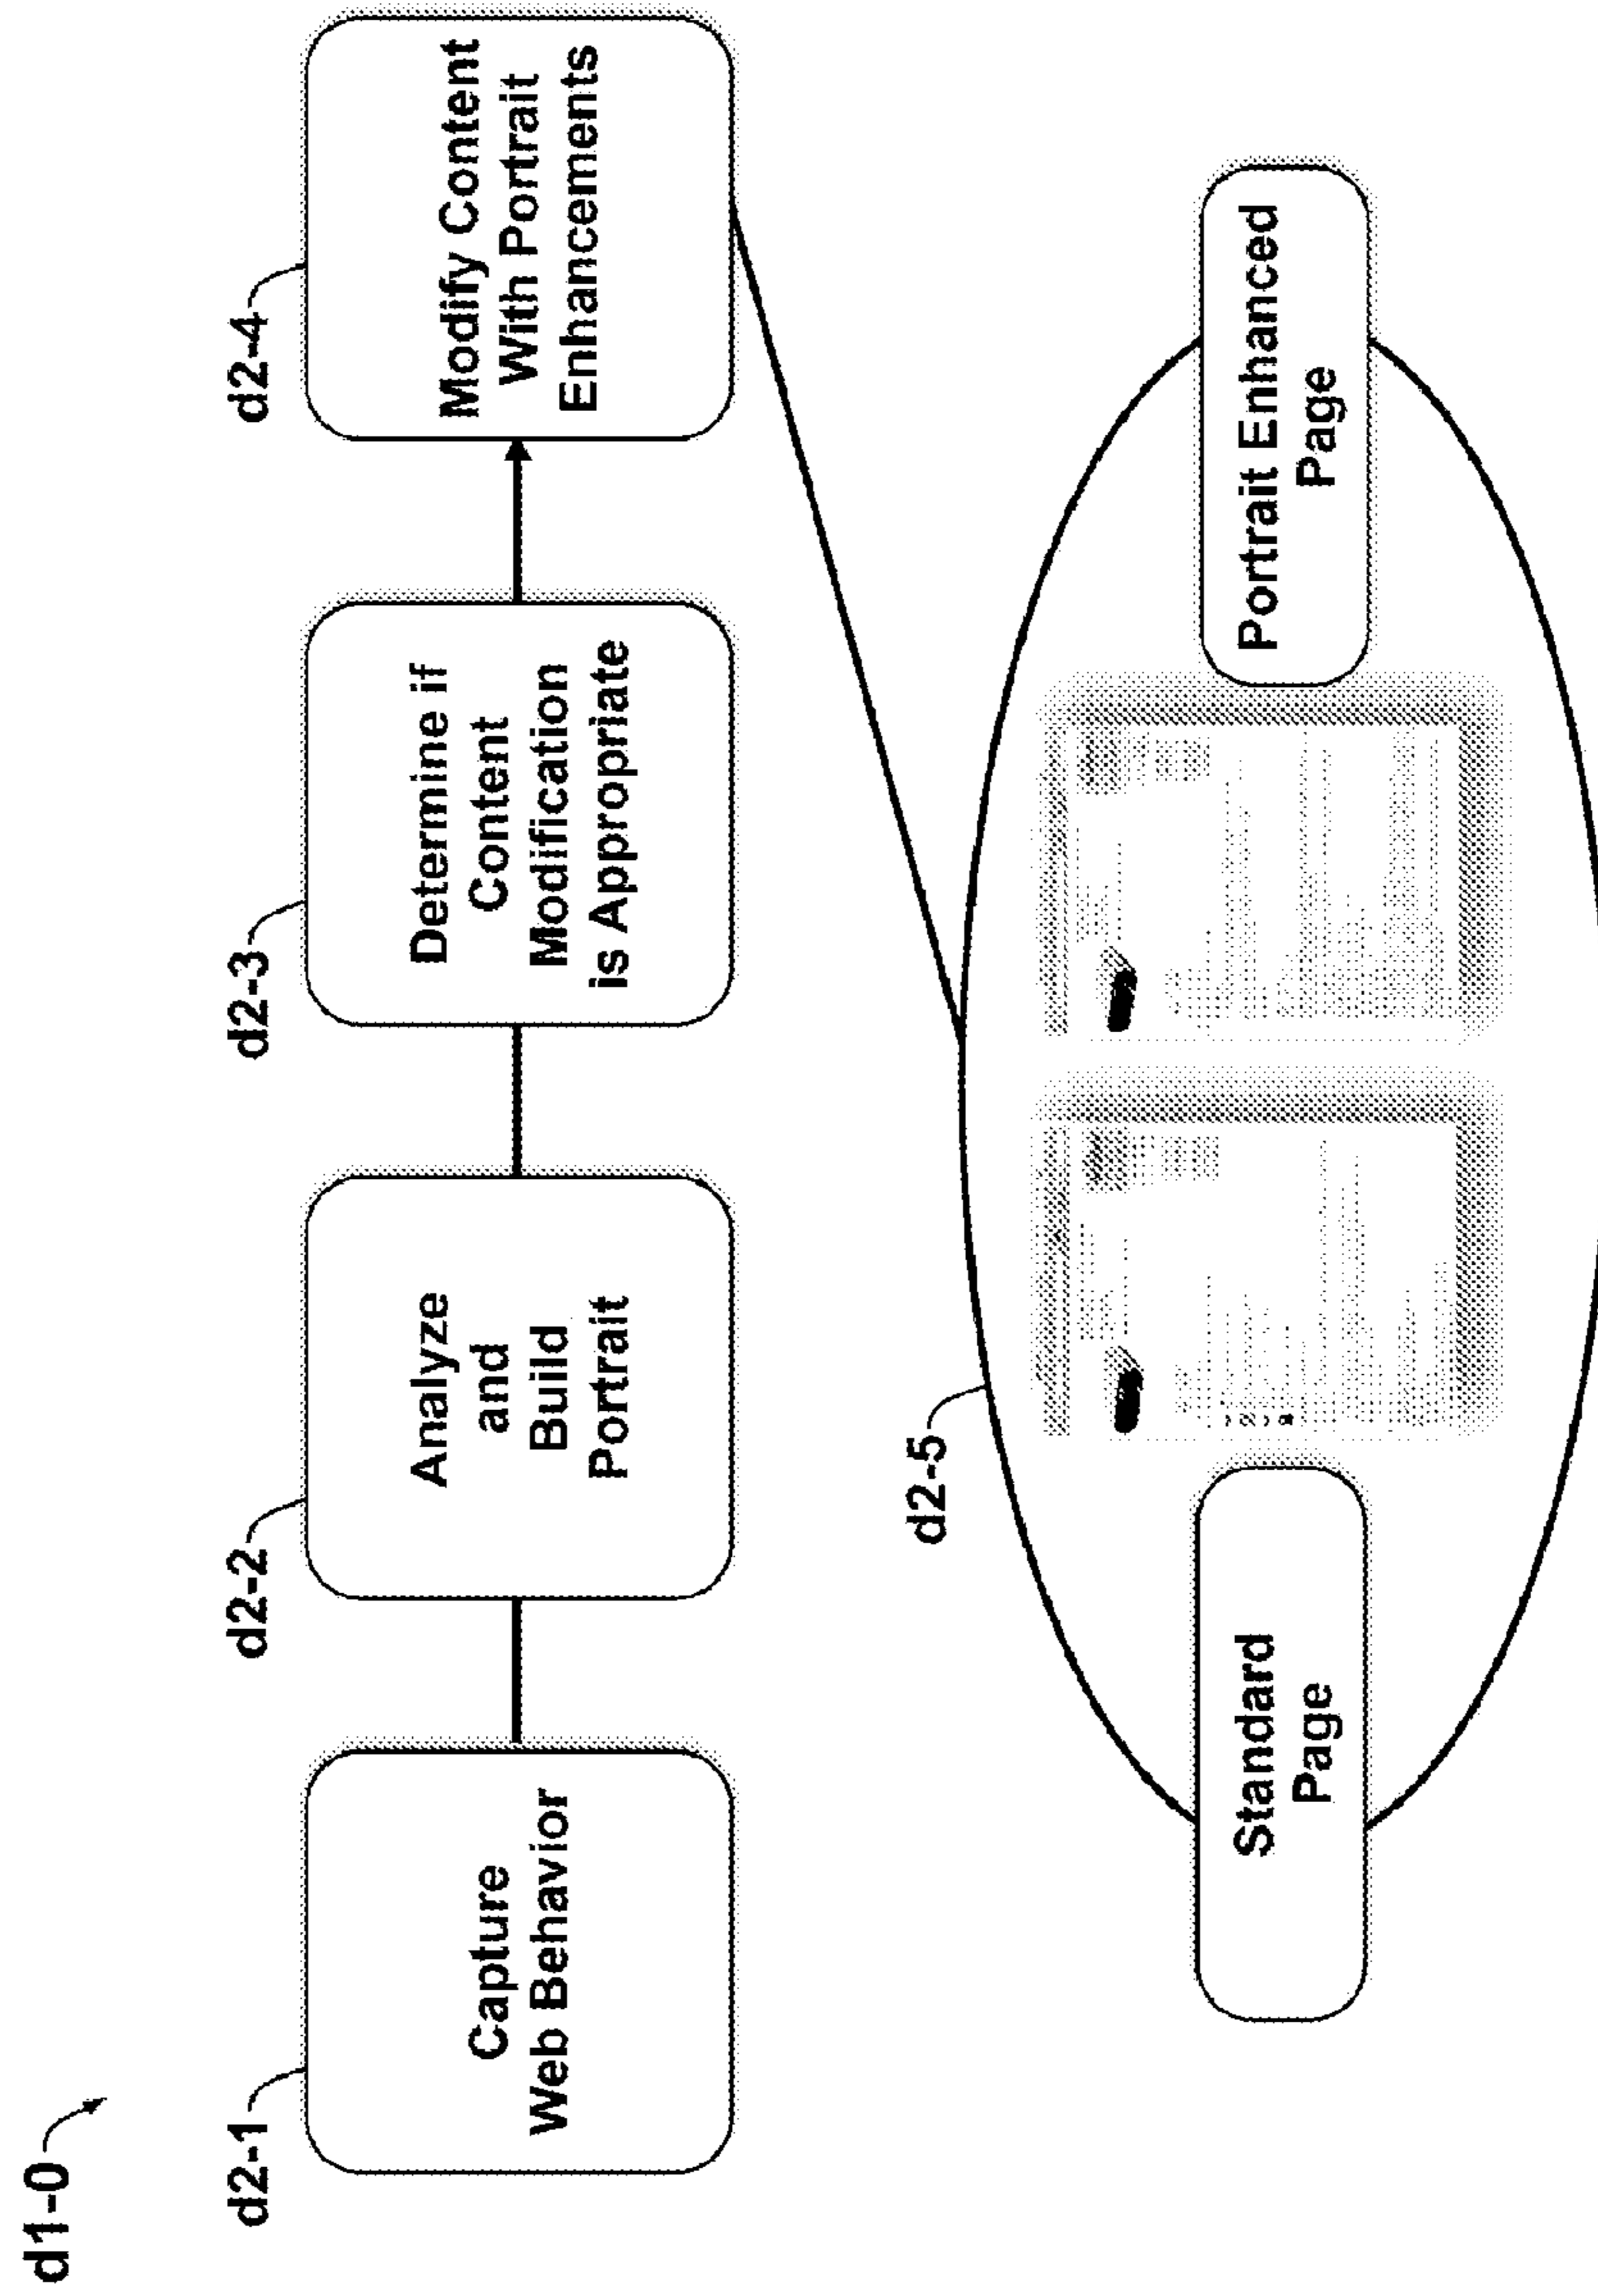 d1-0
d2-1
Capture
Web Behavior
d2-2
Analyze
and
Build
Portrait
d2-3
Determine if
Content
Modification
is Appropriate
d2-4
Modify Content
With Portrait
Enhancements
d2-5
Standard
Page
Portrait Enhanced
Page